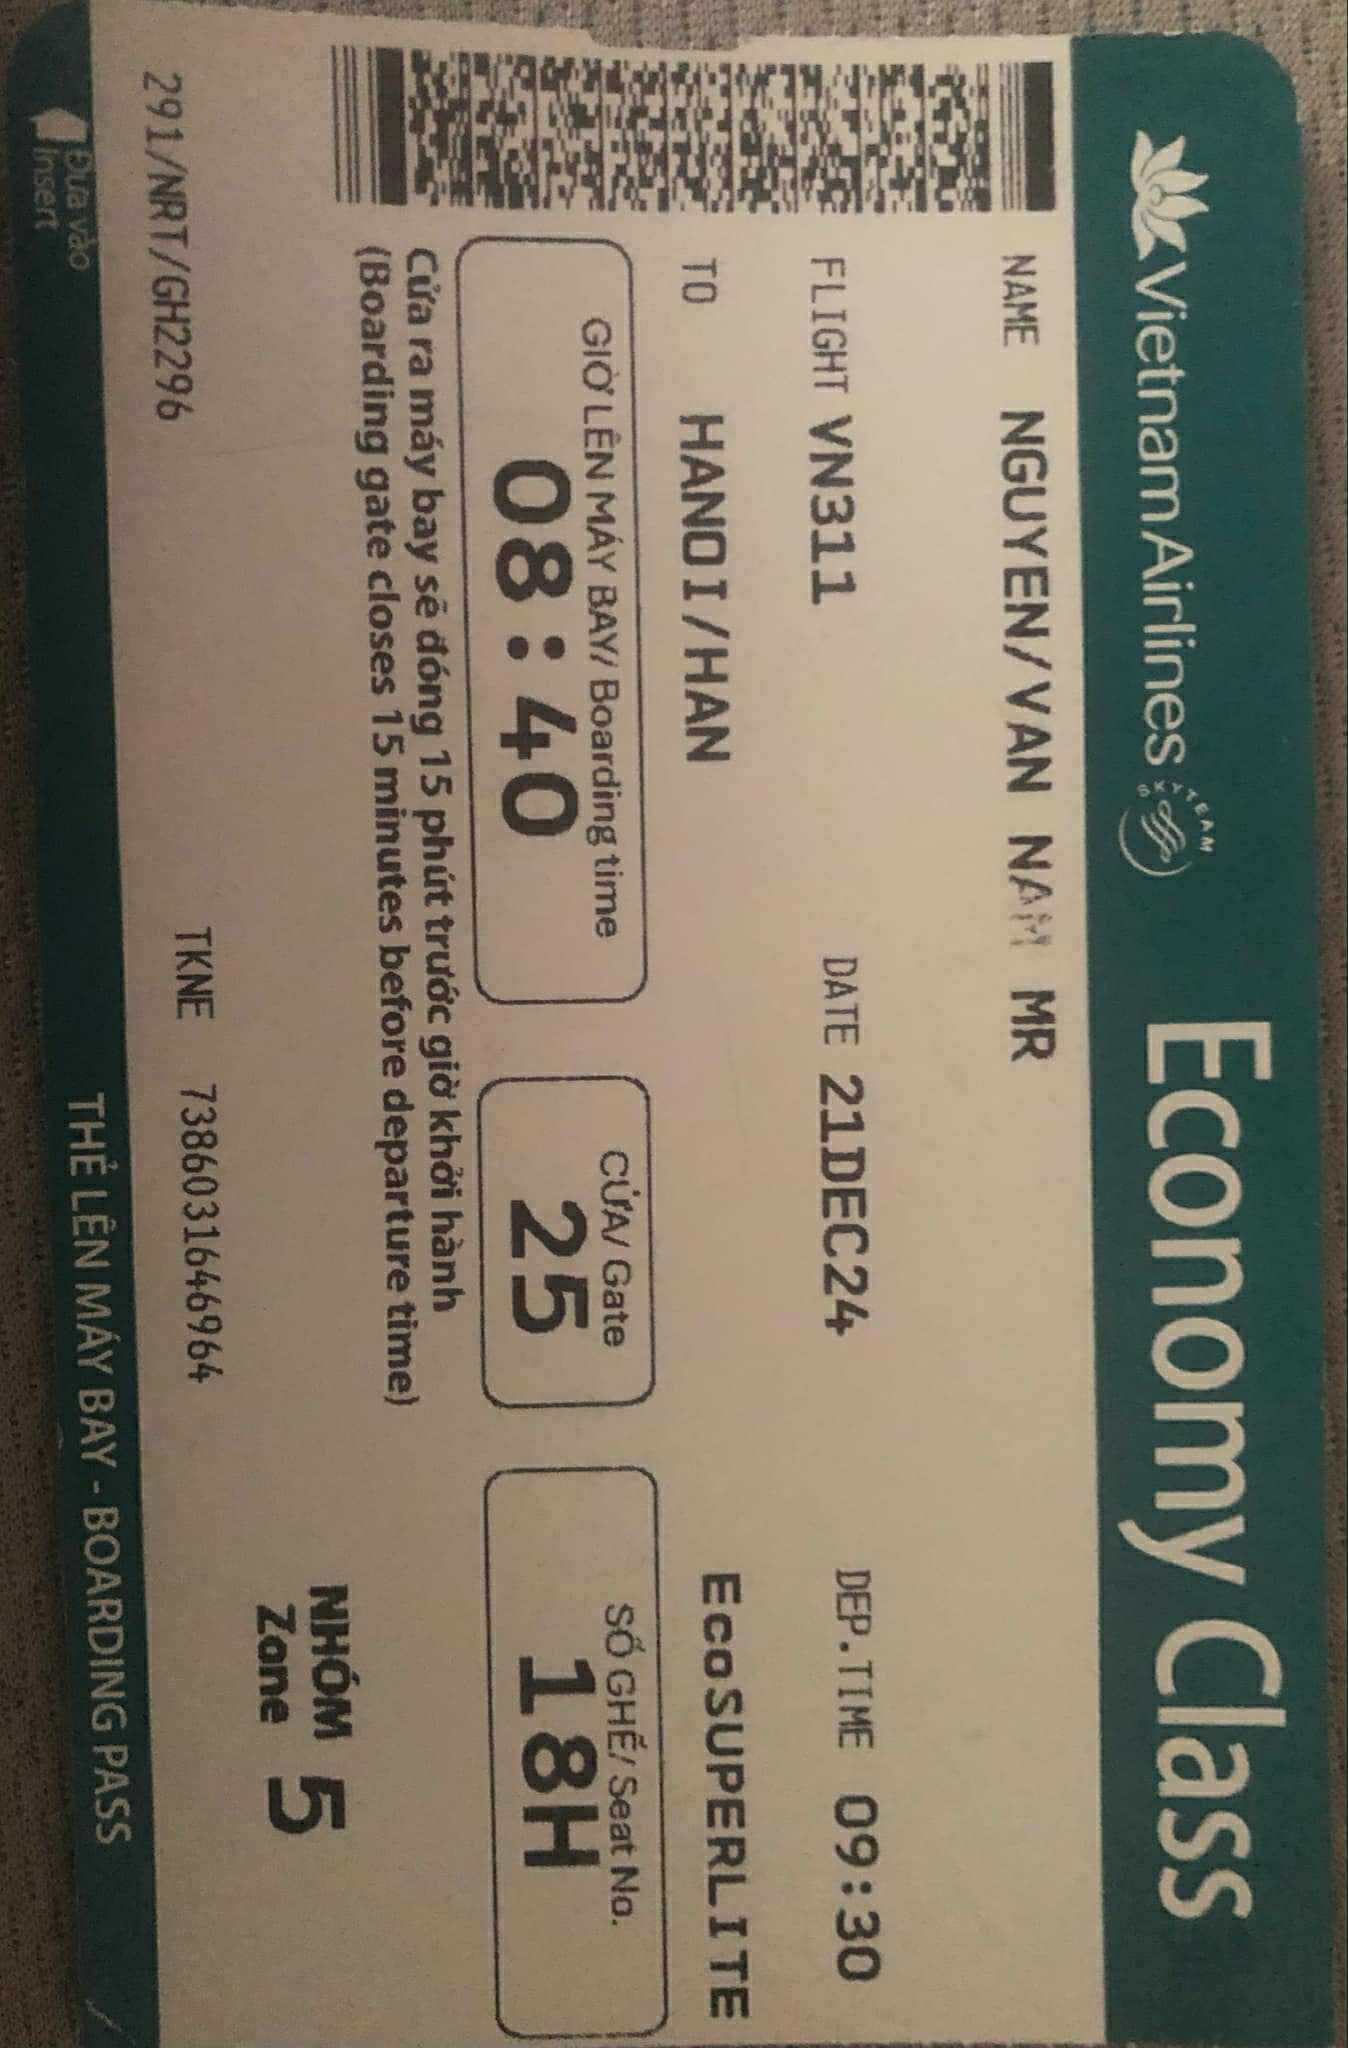 Vietnam Airlines SKYTEAM Economy Class
NAME NGUYEN/VAN NAM MR
FLIGHT VN311 DATE 21DEC24 DEP.TIME 09:30
TO HANOI/HAN EcoSUPERLITE
GIỜ LÊN MÁY BAY/ Boarding time CỬA/ Gate SỐ GHẾ/ Seat No.
08:40 25 18H
Cửa ra máy bay sẽ đóng 15 phút trước giờ khởi hành
(Boarding gate closes 15 minutes before departure time)
NHÓM 5
Zone
291/NRT/GH2296 TKNE 7386031646964
Đưa vào
Insert
THẺ LÊN MÁY BAY - BOARDING PASS